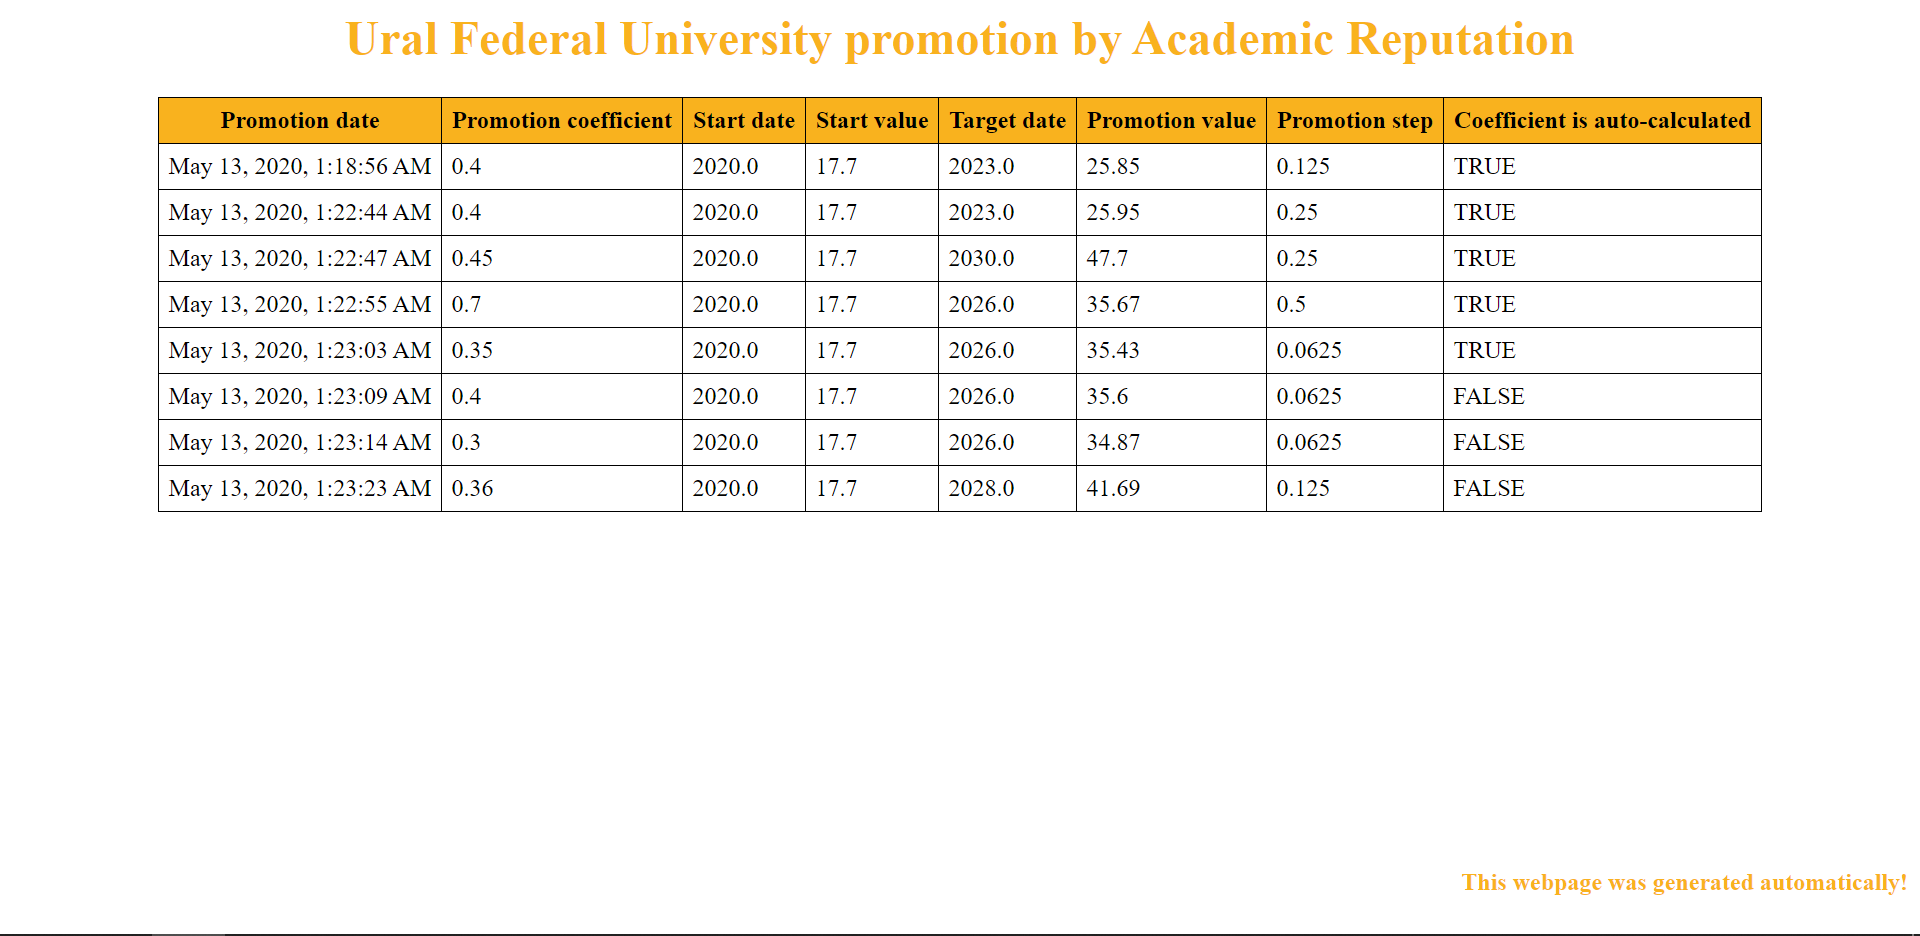 Ural Federal University promotion by Academic Reputation
Promotion date Promotion coefficient Start date Start value Target date Promotion value Promotion step Coefficient is auto-calculated
May 13, 2020, 1:18:56 AM 0.4 2020.0 17.7 2023.0 25.85 0.125 TRUE
May 13, 2020, 1:22:44 AM 0.4 2020.0 17.7 2023.0 25.95 0.25 TRUE
May 13, 2020, 1:22:47 AM 0.45 2020.0 17.7 2030.0 47.7 0.25 TRUE
May 13, 2020, 1:22:55 AM 0.7 2020.0 17.7 2026.0 35.67 0.5 TRUE
May 13, 2020, 1:23:03 AM 0.35 2020.0 17.7 2026.0 35.43 0.0625 TRUE
May 13, 2020, 1:23:09 AM 0.4 2020.0 17.7 2026.0 35.6 0.0625 FALSE
May 13, 2020, 1:23:14 AM 0.3 2020.0 17.7 2026.0 34.87 0.0625 FALSE
May 13, 2020, 1:23:23 AM 0.36 2020.0 17.7 2028.0 41.69 0.125 FALSE
This webpage was generated automatically!